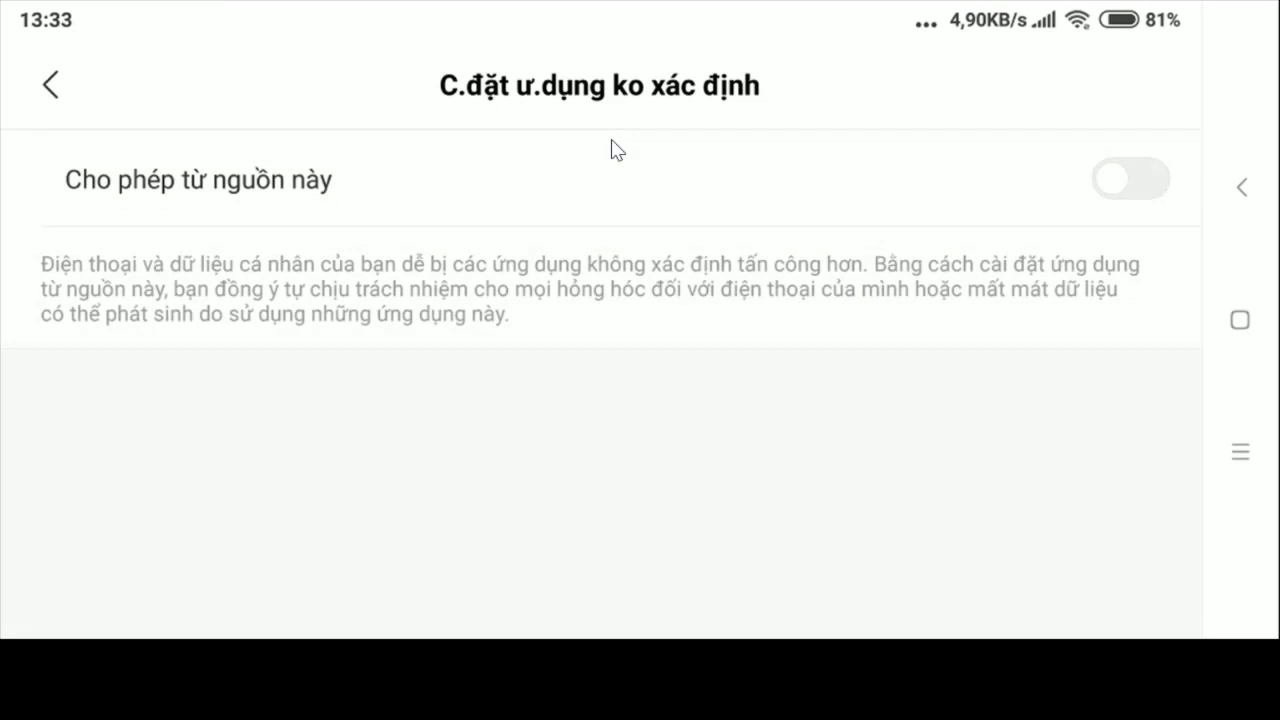 13:33
... 4,90KB/s 81%
C.đặt ư.dụng ko xác định
Cho phép từ nguồn này
Điện thoại và dữ liệu cá nhân của bạn dễ bị các ứng dụng không xác định tấn công hơn. Bằng cách cài đặt ứng dụng
từ nguồn này, bạn đồng ý tự chịu trách nhiệm cho mọi hỏng hóc đối với điện thoại của mình hoặc mất mát dữ liệu
có thể phát sinh do sử dụng những ứng dụng này.